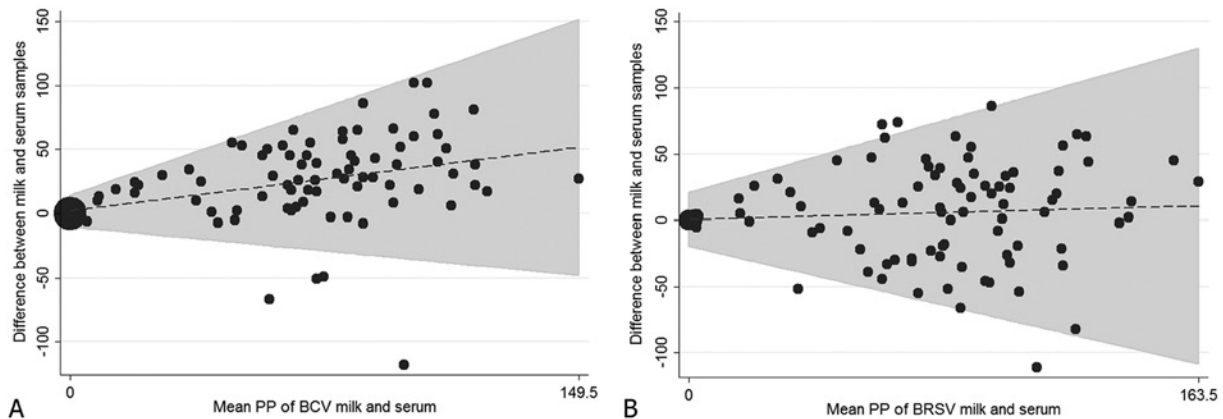 Difference between milk and serum samples
150
100
50
0
-50
-100
0
149.5
Mean PP of BCV milk and serum
A
Difference between milk and serum samples
150
100
50
0
-50
-100
0
163.5
Mean PP of BRSV milk and serum
B